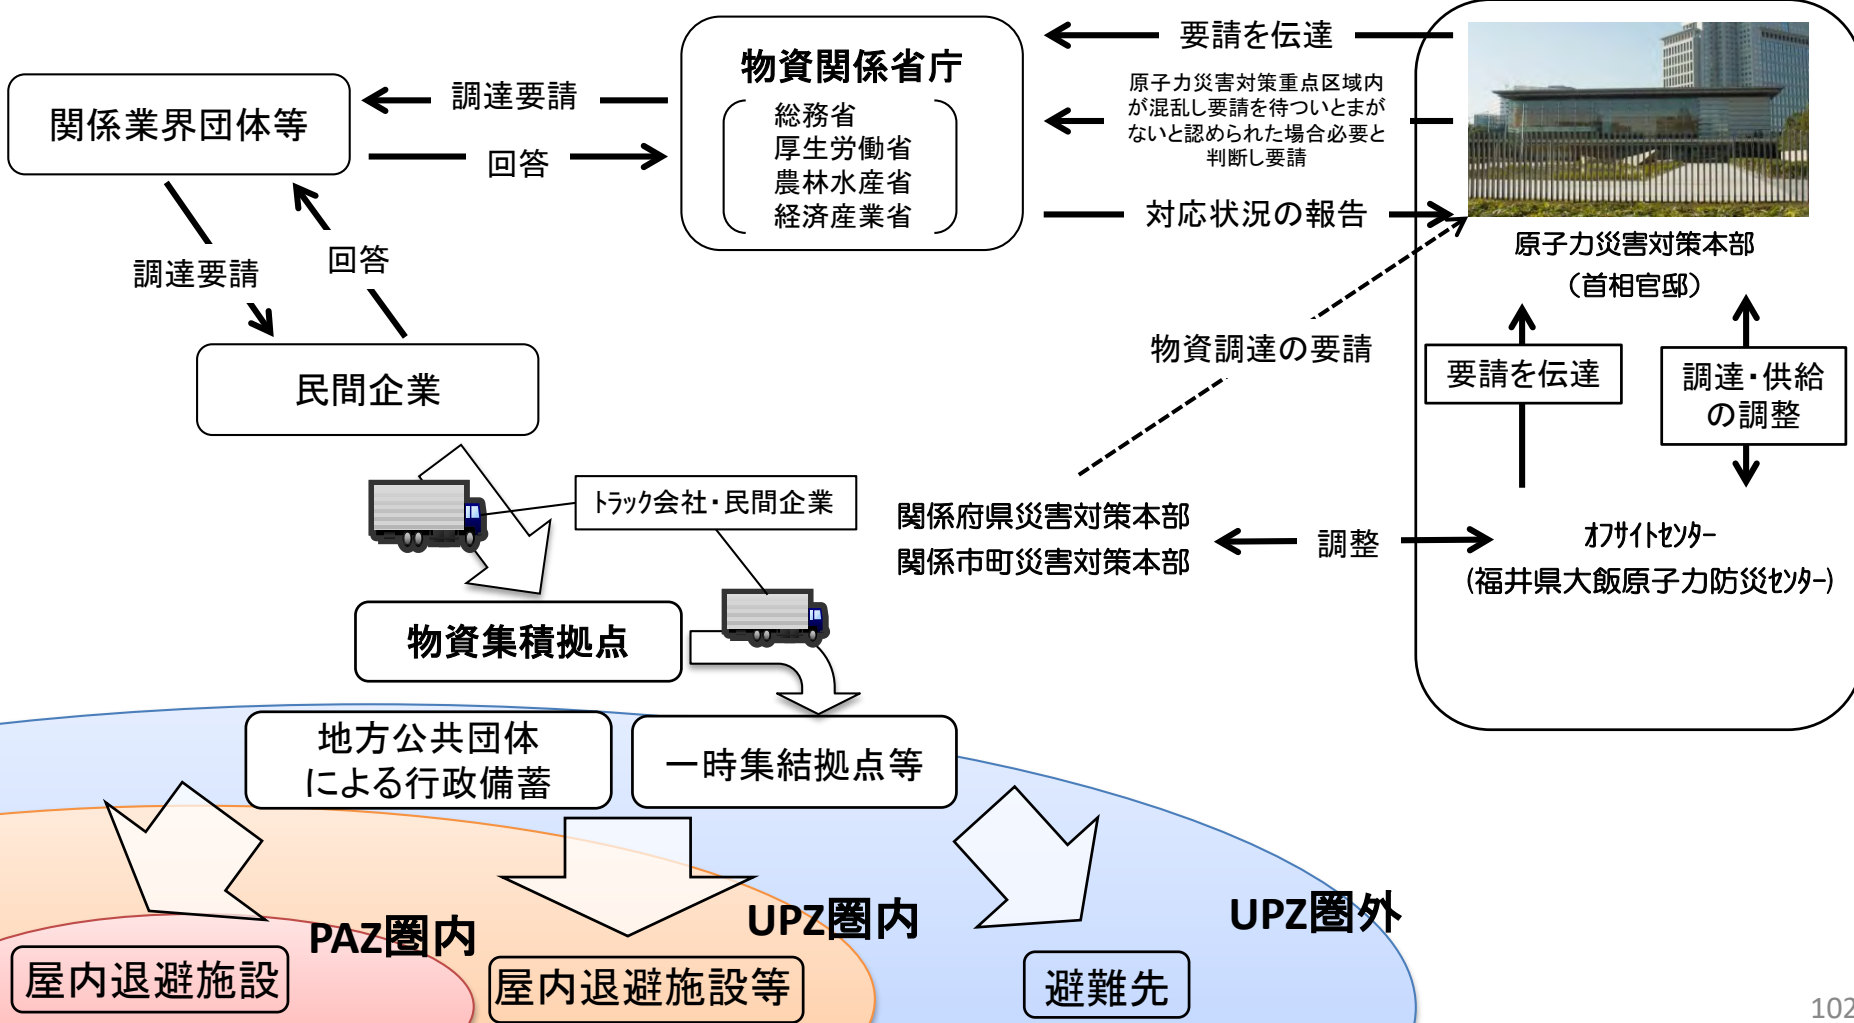 物資関係省庁
総務省
厚生労働省
農林水産省
経済産業省
関係業界団体等
調達要請
回答
要請を伝達
原子力災害対策重点区域内
が混乱し要請を待ついとまが
ないと認められた場合必要と
判断し要請
対応状況の報告
原子力災害対策本部
（首相官邸）
調達要請
回答
民間企業
物資調達の要請
要請を伝達
調達・供給
の調整
ﾄﾗｯｸ会社・民間企業
関係府県災害対策本部
関係市町災害対策本部
調整
ｵﾌｻｲﾄｾﾝﾀｰ
(福井県大飯原子力防災ｾﾝﾀｰ)
物資集積拠点
地方公共団体
による行政備蓄
一時集結拠点等
PAZ圏内
UPZ圏内
UPZ圏外
屋内退避施設
屋内退避施設等
避難先
102